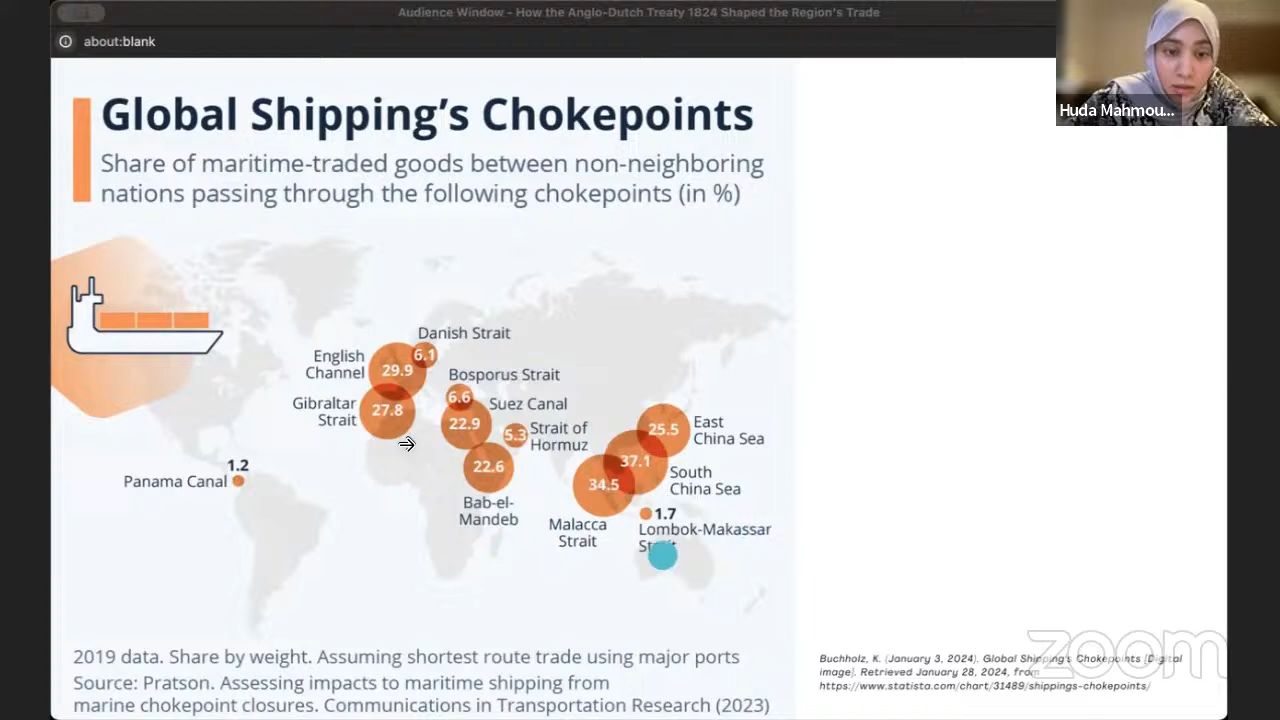 Audience Window - How the Anglo-Dutch Treaty 1824 Shaped the Region's Trade
about:blank
Huda Mahmou...
Global Shipping's Chokepoints
Share of maritime-traded goods between non-neighboring
nations passing through the following chokepoints (in %)
Danish Strait
6.1
English
Channel
29.9
Bosporus Strait
6.6
Gibraltar
Strait
27.8
Suez Canal
22.9
Strait of
Hormuz
5.3
East
China Sea
25.5
37.1
South
China Sea
22.6
Bab-el-
Mandeb
34.5
Malacca
Strait
1.2
Panama Canal
1.7
Lombok-Makassar
Strait
2019 data. Share by weight. Assuming shortest route trade using major ports
Source: Pratson. Assessing impacts to maritime shipping from
marine chokepoint closures. Communications in Transportation Research (2023)
Buchholz, K. (January 3, 2024). Global Shipping's Chokepoints [Digital
image]. Retrieved January 28, 2024, from
https://www.statista.com/chart/31489/shippings-chokepoints/
zoom